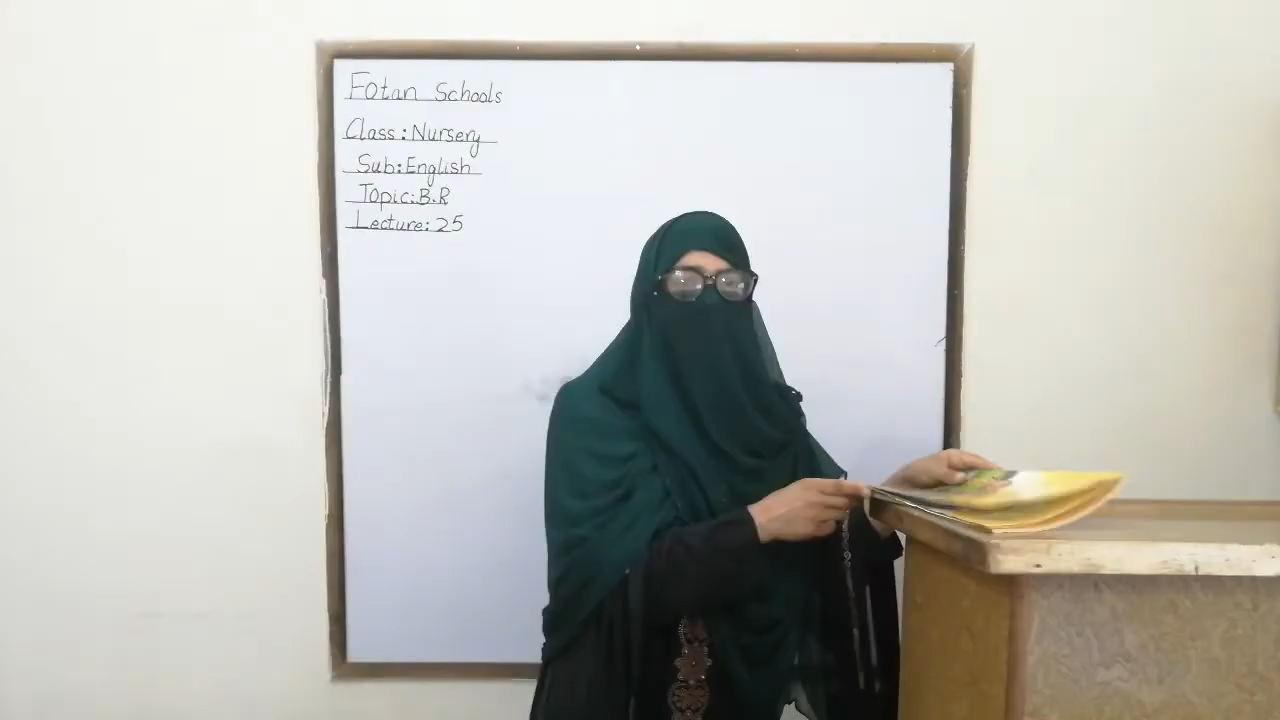 Fotan Schools
Class: Nursery
Sub: English
Topic: B.R
Lecture: 25